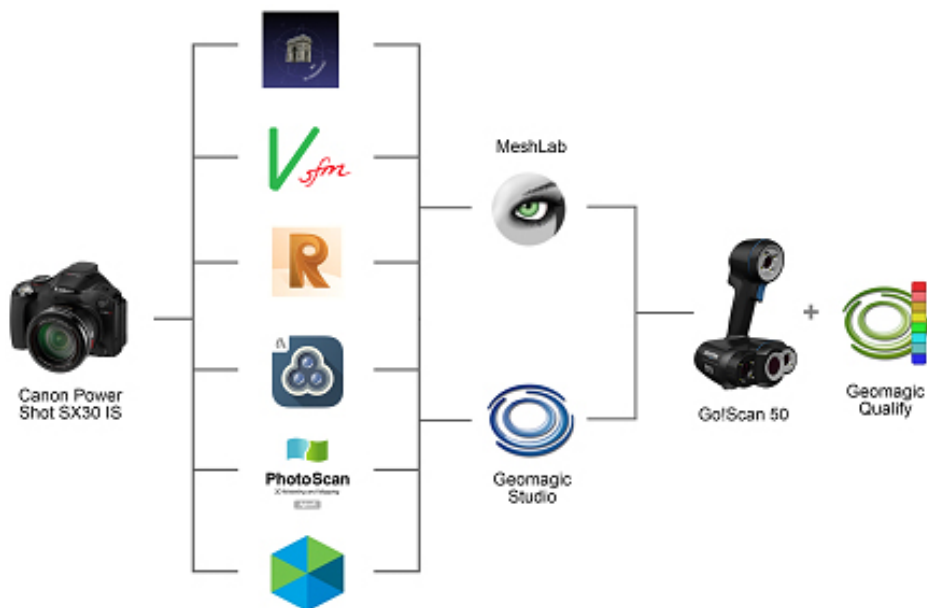 MeshLab
V sfm
R
Canon Power
Shot SX30 IS
Go!Scan 50
Geomagic
Qualify
PhotoScan
Geomagic
Studio